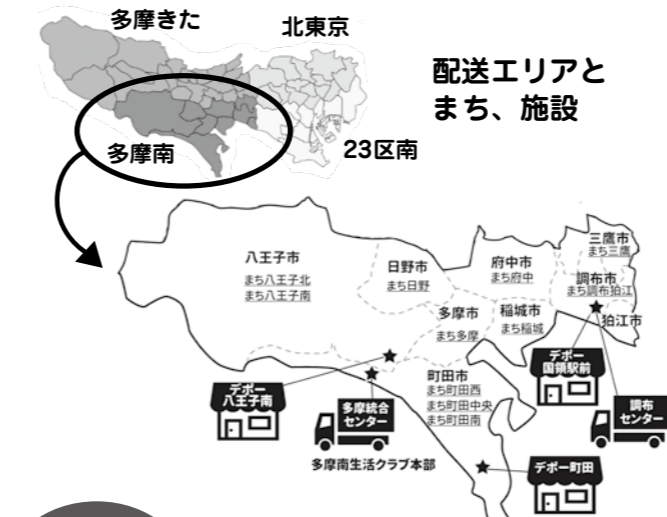 多摩きた
北東京
配送エリアと
まち、施設
多摩南
23区南
八王子市
まち八王子北
まち八王子南
日野市
まち日野
府中市
まち府中
三鷹市
まち三鷹
調布市
まち調布狛江
狛江市
多摩市
まち多摩
稲城市
まち稲城
町田市
まち町田西
まち町田中央
まち町田南
デポー
八王子南
多摩統合
センター
多摩南生活クラブ本部
デポー
国領駅前
調布
センター
デポー町田